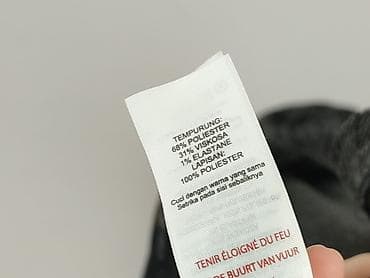 TEMPURUNG:
68% POLIESTER
31% VISKOSA
1% ELASTANE
LAPISAN:
100% POLIESTER
Cuci dengan warna yang sama
Setrika pada sisi sebaliknya
TENIR ÉLOIGNÉ DU FEU
DE BUURT VAN VUUR